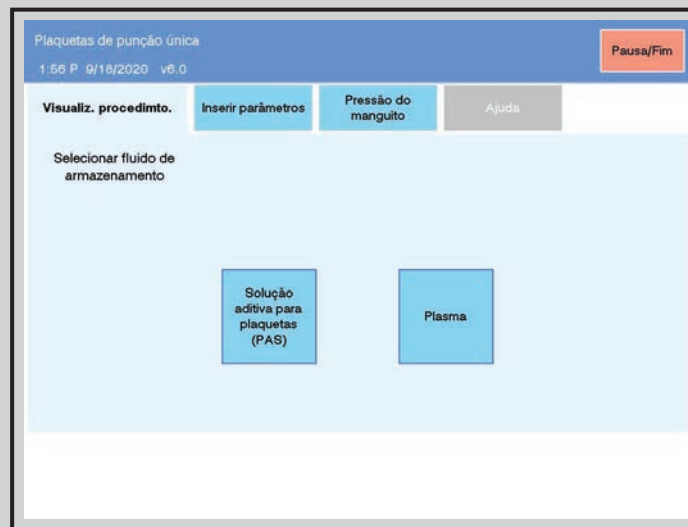 Plaquetas de punção única
1:56 P 9/16/2020 v6.0
Pausa/Fim
Visualiz. procedimto.
Inserir parâmetros
Pressão do
manguito
Ajuda
Selecionar fluido de
armazenamento
Solução
aditiva para
plaquetas
(PAS)
Plasma